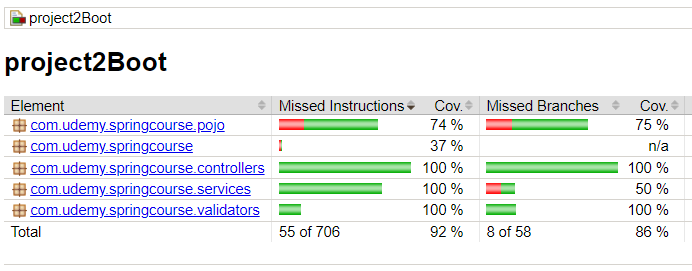 project2Boot
project2Boot
Element Missed Instructions Cov. Missed Branches Cov.
com.udemy.springcourse.pojo 74 % 75 %
com.udemy.springcourse 37 % n/a
com.udemy.springcourse.controllers 100 % 100 %
com.udemy.springcourse.services 100 % 50 %
com.udemy.springcourse.validators 100 % 100 %
Total 55 of 706 92 % 8 of 58 86 %